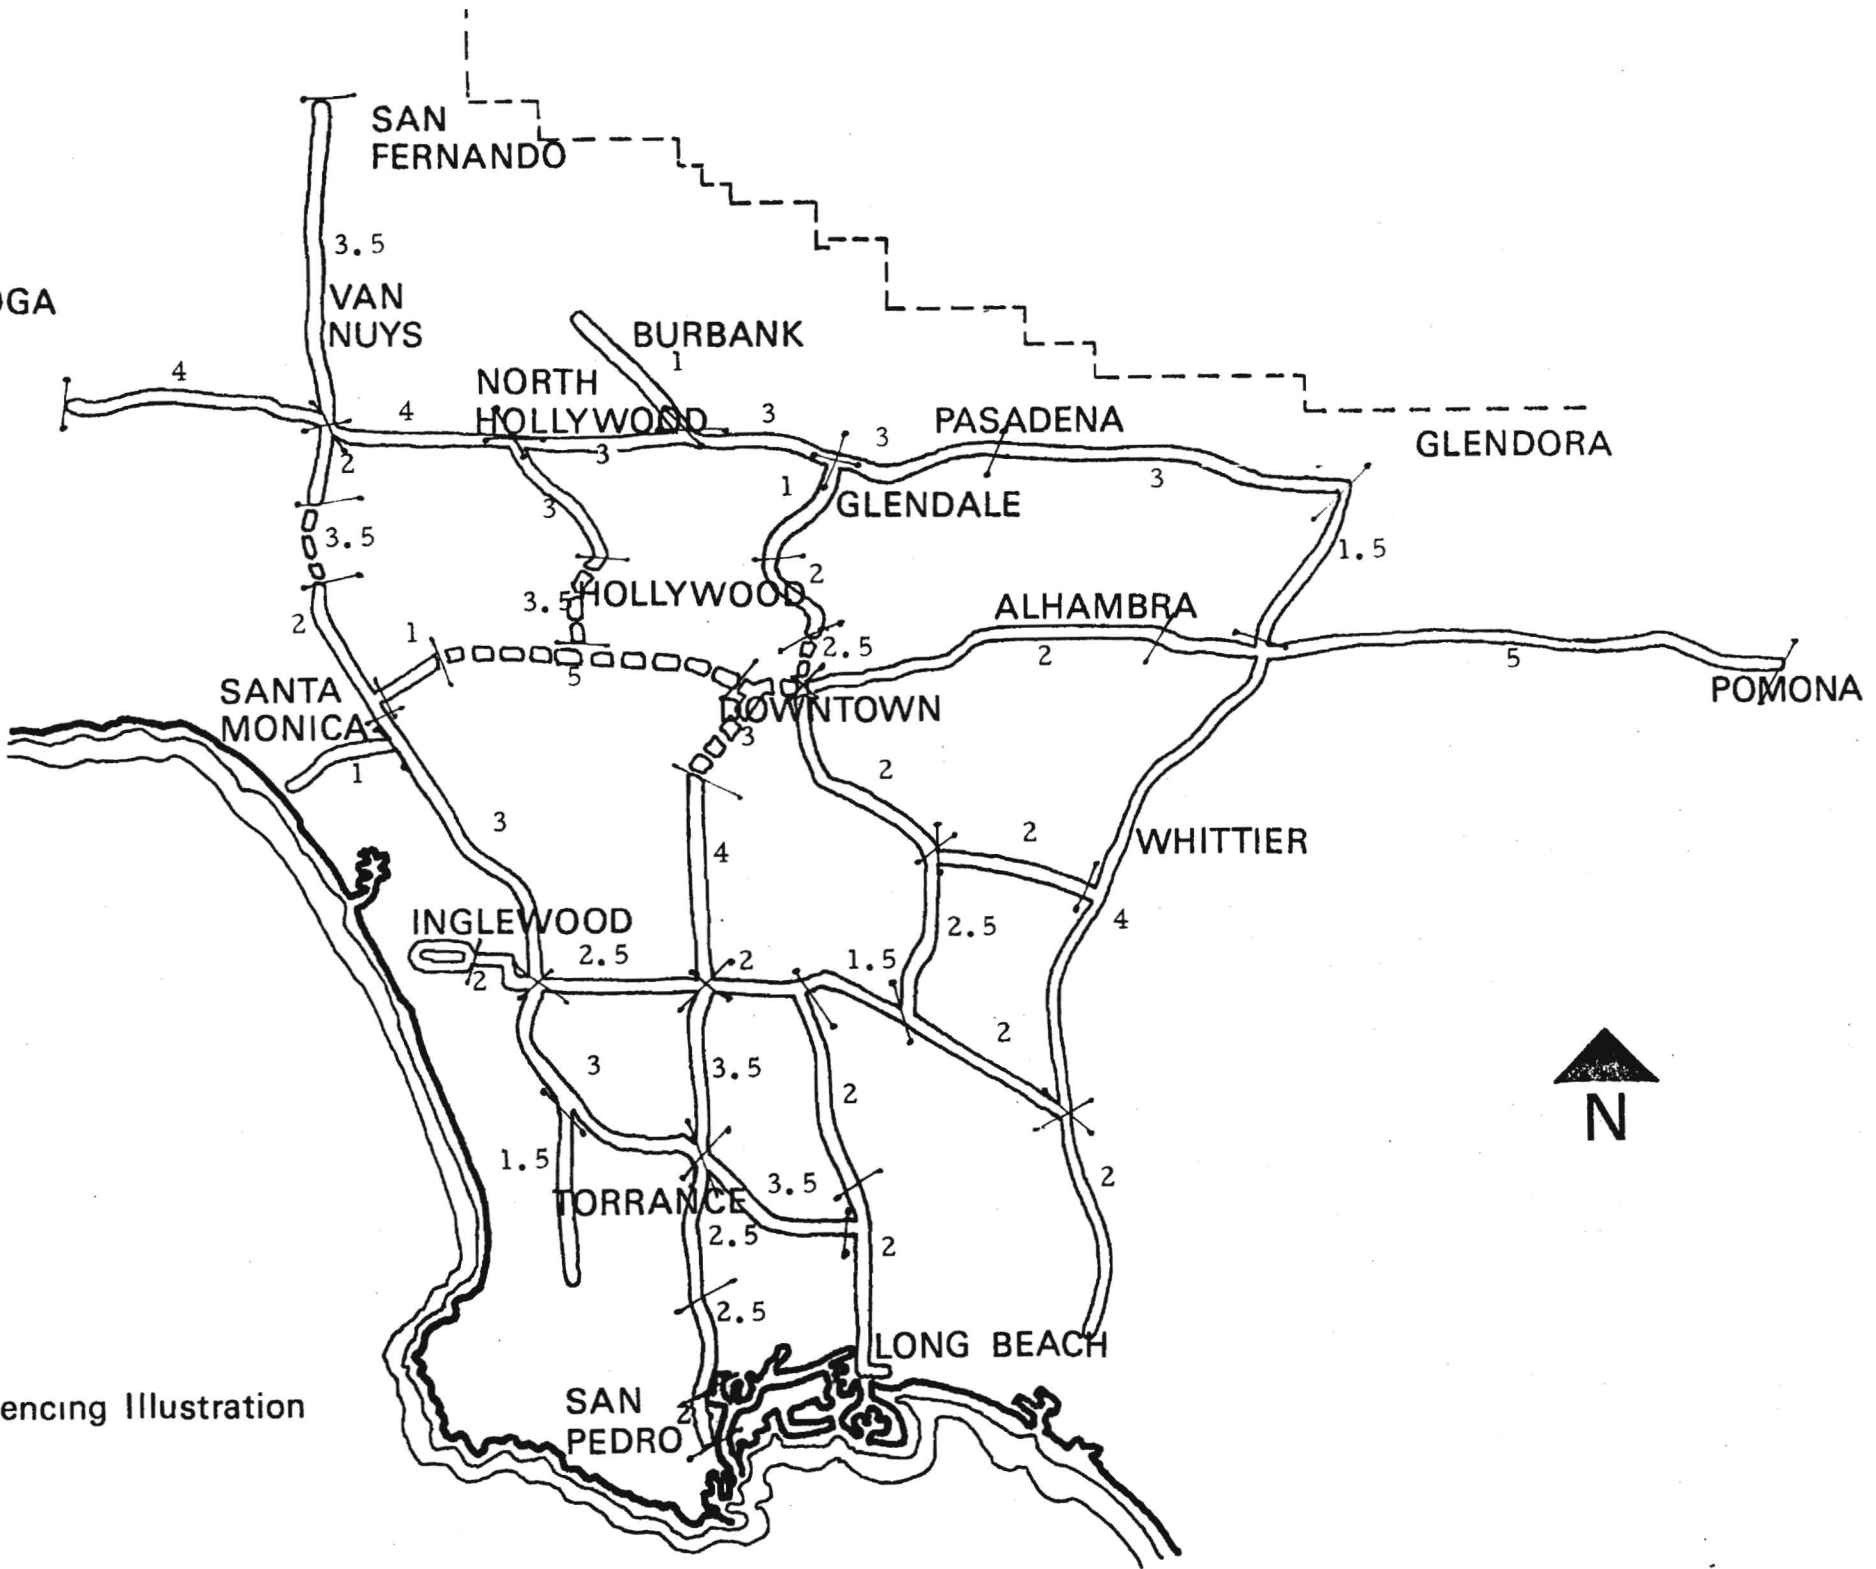 SAN
FERNANDO
3.5
OGA
VAN
NUYS
BURBANK
1
4
NORTH
HOLLYWOOD
4
3
3
PASADENA
GLENDORA
2
3
1
3
GLENDALE
3
3.5
1.5
2
3.5
HOLLYWOOD
ALHAMBRA
2
1
2.5
2
5
5
SANTA
MONICA
DOWNTOWN
POMONA
3
1
2
3
4
2
WHITTIER
INGLEWOOD
4
2.5
2.5
2
1.5
2
2
3
3.5
2
1.5
3.5
2
TORRANCE
2.5
2
2.5
LONG BEACH
SAN
PEDRO
2
encing Illustration
N